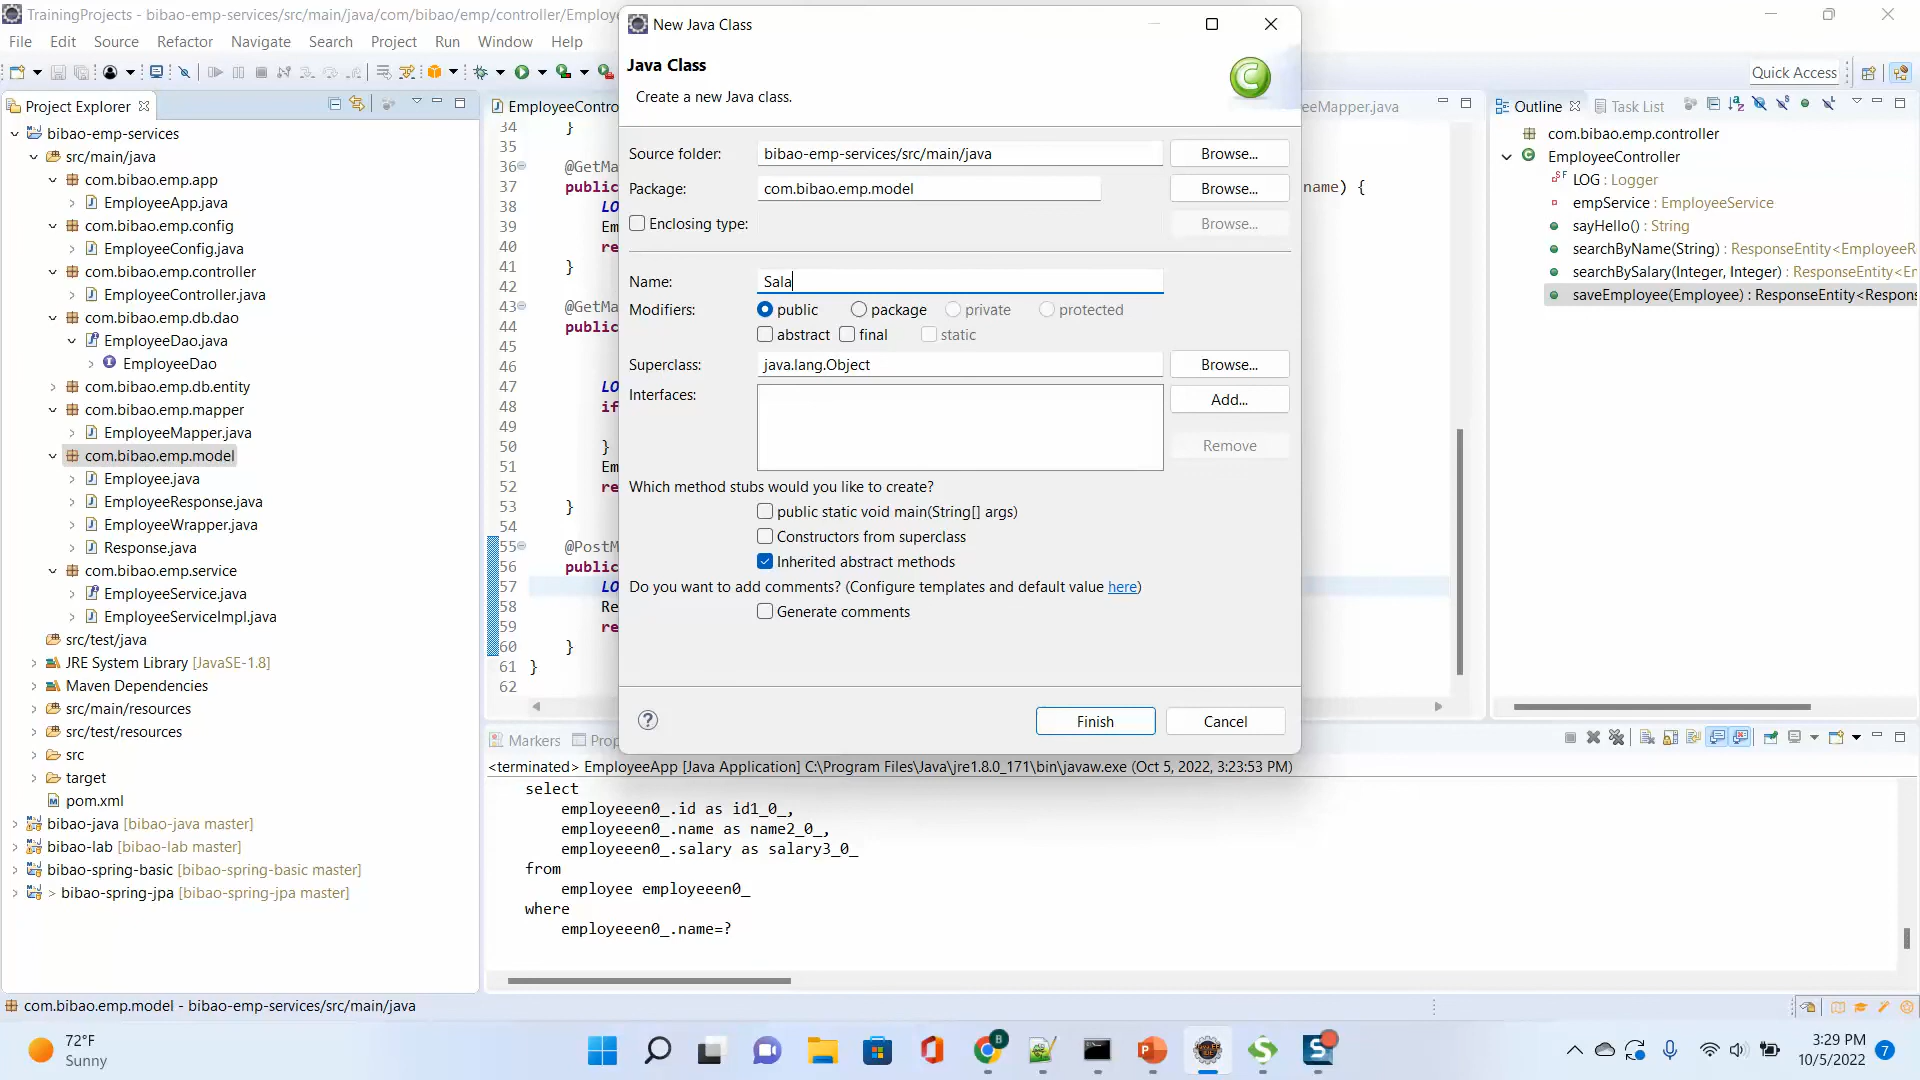 TrainingProjects - bibao-emp-services/src/main/java/com/bibao/emp/controller/Employe
File Edit Source Refactor Navigate Search Project Run Window Help
Quick Access
Project Explorer
bibao-emp-services
src/main/java
com.bibao.emp.app
EmployeeApp.java
com.bibao.emp.config
EmployeeConfig.java
com.bibao.emp.controller
EmployeeController.java
com.bibao.emp.db.dao
EmployeeDao.java
EmployeeDao
com.bibao.emp.db.entity
com.bibao.emp.mapper
EmployeeMapper.java
com.bibao.emp.model
Employee.java
EmployeeResponse.java
EmployeeWrapper.java
Response.java
com.bibao.emp.service
EmployeeService.java
EmployeeServiceImpl.java
src/test/java
JRE System Library [JavaSE-1.8]
Maven Dependencies
src/main/resources
src/test/resources
src
target
pom.xml
bibao-java [bibao-java master]
bibao-lab [bibao-lab master]
bibao-spring-basic [bibao-spring-basic master]
> bibao-spring-jpa [bibao-spring-jpa master]
EmployeeContro
eeMapper.java
34 }
35
36 @GetMa
37 public name) {
38 LO
39 Em
40 re
41 }
42
43 @GetMa
44 public
45
46
47 LO
48 if
49
50 }
51 Em
52 re
53 }
54
55 @PostM
56 public
57 LO
58 Re
59 re
60 }
61 }
62
New Java Class
Java Class
Create a new Java class.
Source folder: bibao-emp-services/src/main/java Browse...
Package: com.bibao.emp.model Browse...
Enclosing type: Browse...
Name: Sala
Modifiers: public package private protected
abstract final static
Superclass: java.lang.Object Browse...
Interfaces: Add...
Remove
Which method stubs would you like to create?
public static void main(String[] args)
Constructors from superclass
Inherited abstract methods
Do you want to add comments? (Configure templates and default value here)
Generate comments
Finish Cancel
Outline Task List
com.bibao.emp.controller
EmployeeController
LOG : Logger
empService : EmployeeService
sayHello() : String
searchByName(String) : ResponseEntity<EmployeeR
searchBySalary(Integer, Integer) : ResponseEntity<Er
saveEmployee(Employee) : ResponseEntity<Respons
Markers Prop
<terminated> EmployeeApp [Java Application] C:\Program Files\Java\jre1.8.0_171\bin\javaw.exe (Oct 5, 2022, 3:23:53 PM)
select
employeeen0_.id as id1_0_,
employeeen0_.name as name2_0_,
employeeen0_.salary as salary3_0_
from
employee employeeen0_
where
employeeen0_.name=?
com.bibao.emp.model - bibao-emp-services/src/main/java
72°F
Sunny
3:29 PM
10/5/2022
7